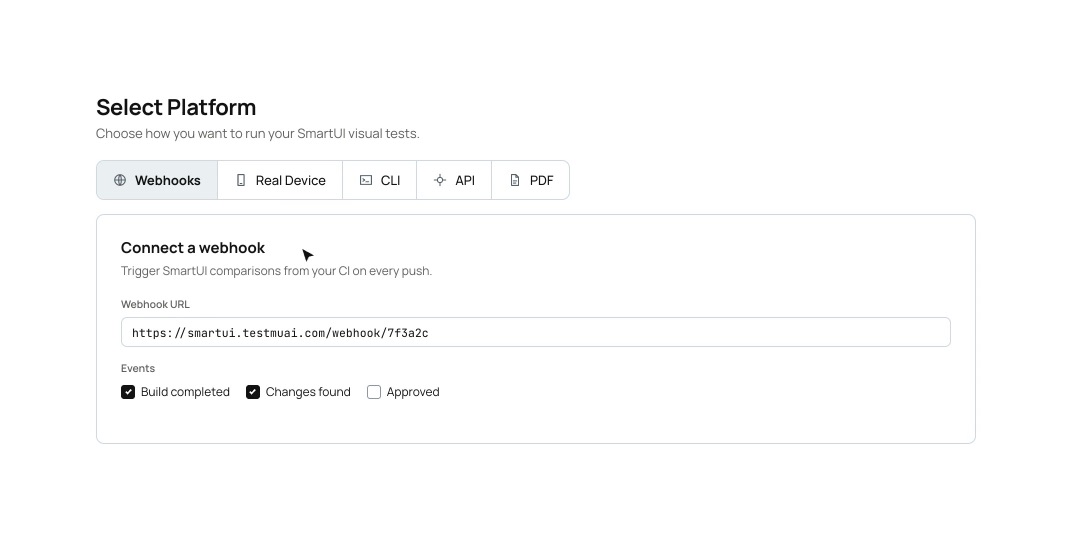 Select Platform
Choose how you want to run your SmartUI visual tests.
Webhooks Real Device CLI API PDF
Connect a webhook
Trigger SmartUI comparisons from your CI on every push.
Webhook URL
https://smartui.testmuai.com/webhook/7f3a2c
Events
Build completed Changes found Approved